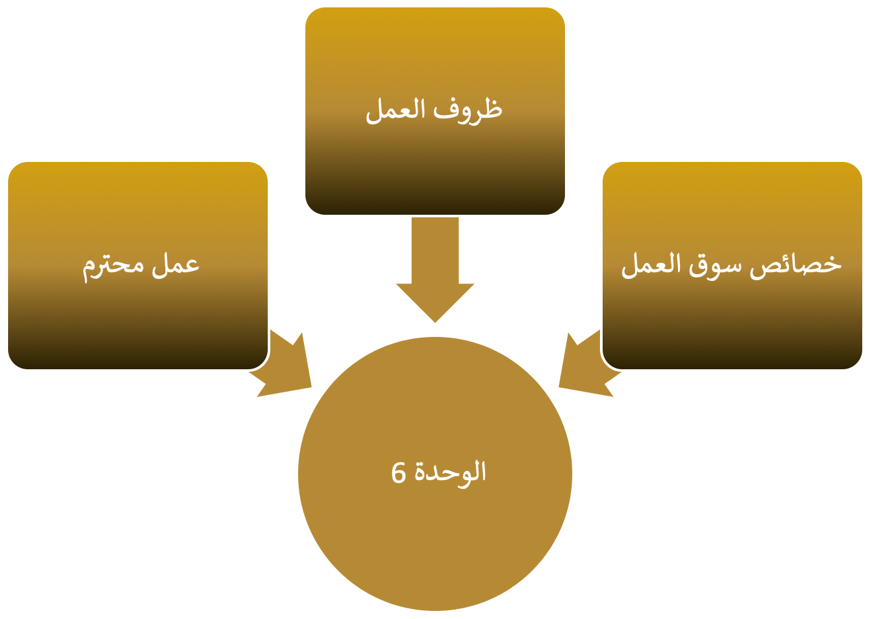 ظروف العمل
خصائص سوق العمل
عمل محترم
الوحدة 6